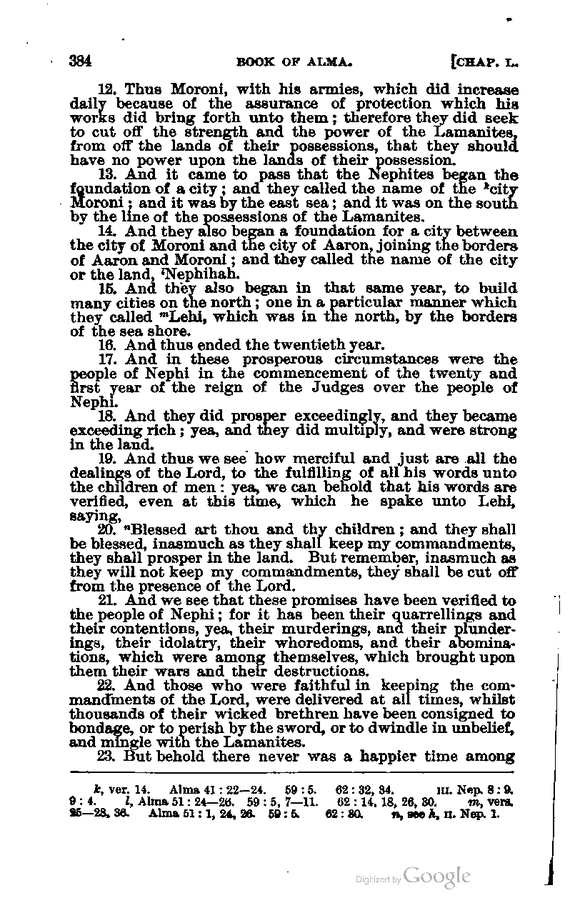 384 BOOK OF ALMA. [CHAP. L.
12. Thus Moroni, with his armies, which did increase
daily because of the assurance of protection which his
works did bring forth unto them; therefore they did seek
to cut off the strength and the power of the Lamanites,
from off the lands of their possessions, that they should
have no power upon the lands of their possession.
13. And it came to pass that the Nephites began the
foundation of a city; and they called the name of the ᵏcity
Moroni; and it was by the east sea; and it was on the south
by the line of the possessions of the Lamanites.
14. And they also began a foundation for a city between
the city of Moroni and the city of Aaron, joining the borders
of Aaron and Moroni; and they called the name of the city
or the land, ˡNephihah.
15. And they also began in that same year, to build
many cities on the north; one in a particular manner which
they called ᵐLehi, which was in the north, by the borders
of the sea shore.
16. And thus ended the twentieth year.
17. And in these prosperous circumstances were the
people of Nephi in the commencement of the twenty and
first year of the reign of the Judges over the people of
Nephi.
18. And they did prosper exceedingly, and they became
exceeding rich; yea, and they did multiply, and were strong
in the land.
19. And thus we see how merciful and just are all the
dealings of the Lord, to the fulfilling of all his words unto
the children of men: yea, we can behold that his words are
verified, even at this time, which he spake unto Lehi,
saying,
20. ⁿBlessed art thou and thy children; and they shall
be blessed, inasmuch as they shall keep my commandments,
they shall prosper in the land. But remember, inasmuch as
they will not keep my commandments, they shall be cut off
from the presence of the Lord.
21. And we see that these promises have been verified to
the people of Nephi; for it has been their quarrellings and
their contentions, yea, their murderings, and their plunder-
ings, their idolatry, their whoredoms, and their abomina-
tions, which were among themselves, which brought upon
them their wars and their destructions.
22. And those who were faithful in keeping the com-
mandments of the Lord, were delivered at all times, whilst
thousands of their wicked brethren have been consigned to
bondage, or to perish by the sword, or to dwindle in unbelief,
and mingle with the Lamanites.
23. But behold there never was a happier time among
k, ver. 14. Alma 41:22—24. 59:5. 62:32, 34. III. Nep. 8:9.
9:4. l, Alma 51:24—26. 59:5, 7—11. 62:14, 18, 26, 30. m, vers.
25—28, 36. Alma 51:1, 24, 26. 59:5. 62:30. n, see h, II. Nep. 1.
Digitized by Google